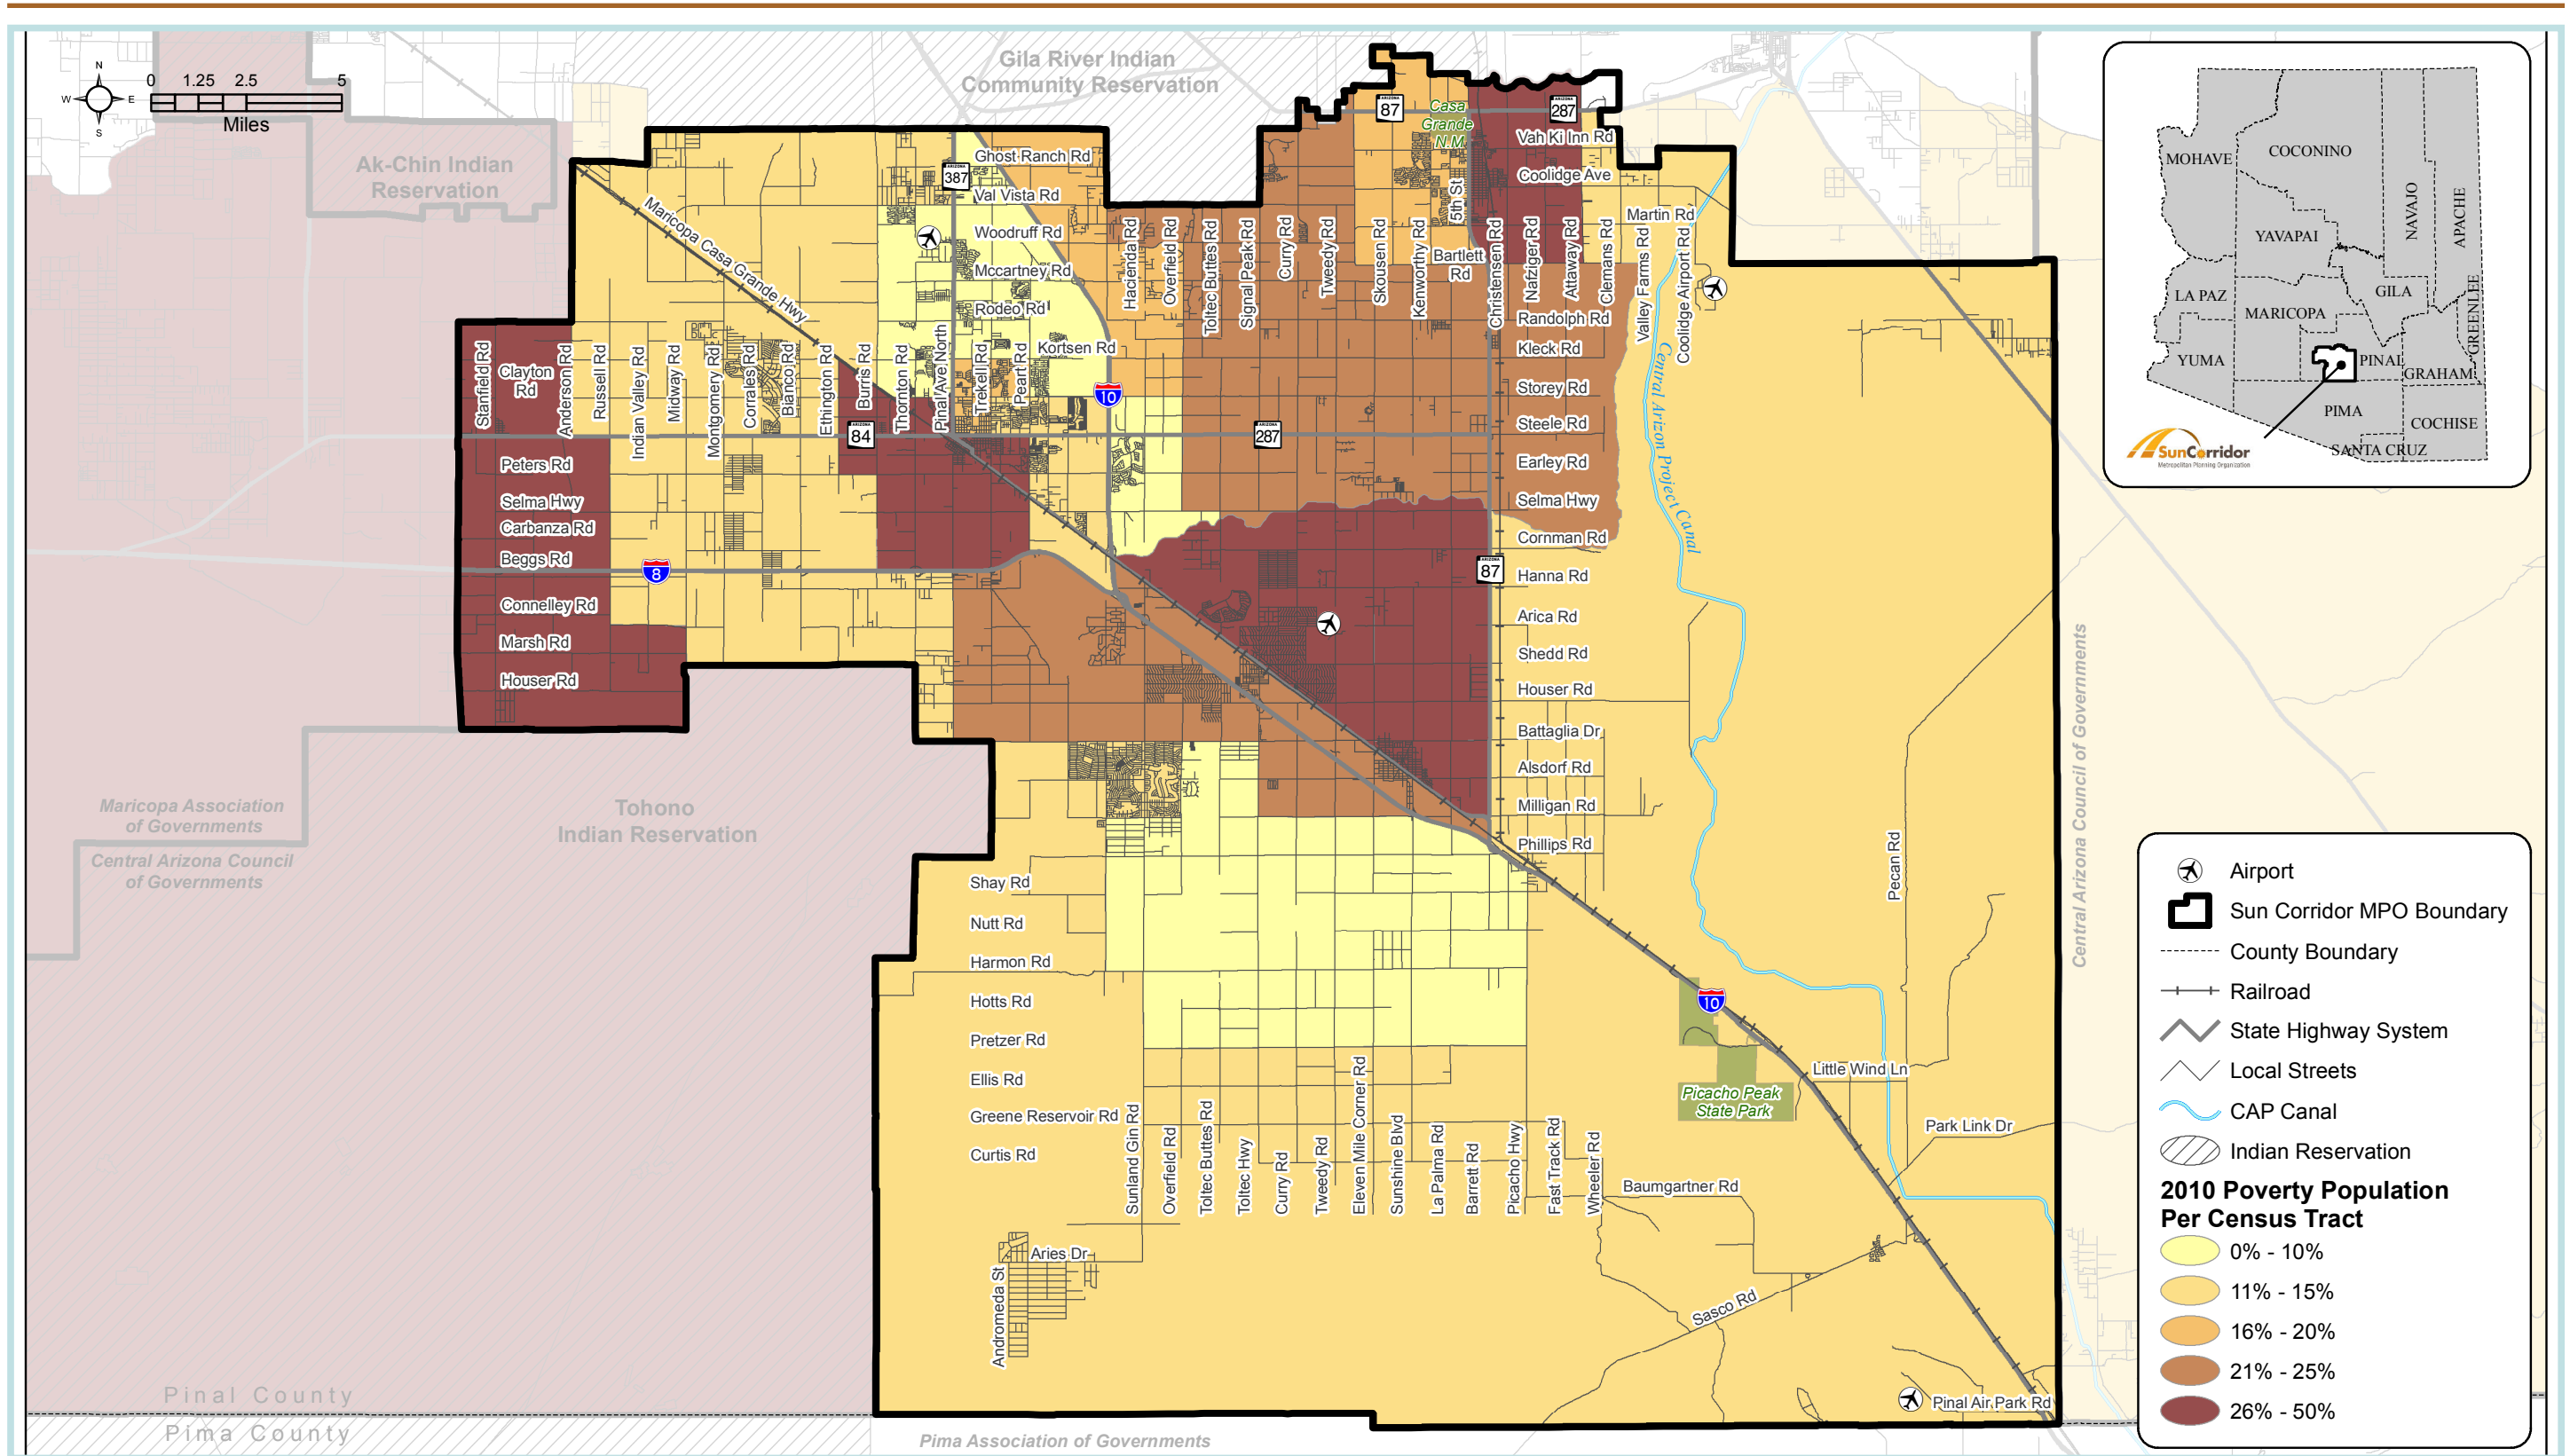 Gila River Indian
Community Reservation
N
W
E
S
0
1.25
2.5
5
Miles
Ak-Chin Indian
Reservation
Maricopa Casa Grande Hwy
ARIZONA
387
Ghost Ranch Rd
Val Vista Rd
Woodruff Rd
Mccartney Rd
Rodeo Rd
Kortsen Rd
ARIZONA
87
Casa
Grande
N.M.
ARIZONA
287
Vah Ki Inn Rd
Coolidge Ave
5th St
Martin Rd
Bartlett
Rd
Hacienda Rd
Overfield Rd
Toltec Buttes Rd
Signal Peak Rd
Curry Rd
Tweedy Rd
Skousen Rd
Kenworthy Rd
Christensen Rd
Natziger Rd
Attaway Rd
Clemans Rd
Valley Farms Rd
Coolidge Airport Rd
Randolph Rd
Kleck Rd
Storey Rd
Steele Rd
Earley Rd
Selma Hwy
Cornman Rd
Hanna Rd
Arica Rd
Shedd Rd
Houser Rd
Battaglia Dr
Alsdorf Rd
Milligan Rd
Phillips Rd
Central Arizon Project Canal
Stanfield Rd
Clayton
Rd
Anderson Rd
Russell Rd
Indian Valley Rd
Midway Rd
Montgomery Rd
Corrales Rd
Bianco Rd
Ethington Rd
Burris Rd
Thornton Rd
Pinal Ave North
Trekell Rd
Peart Rd
10
ARIZONA
84
ARIZONA
287
ARIZONA
87
8
Peters Rd
Selma Hwy
Carbanza Rd
Beggs Rd
Connelley Rd
Marsh Rd
Houser Rd
Maricopa Association
of Governments
Central Arizona Council
of Governments
Tohono
Indian Reservation
Shay Rd
Nutt Rd
Harmon Rd
Hotts Rd
Pretzer Rd
Ellis Rd
Greene Reservoir Rd
Curtis Rd
Sunland Gin Rd
Overfield Rd
Toltec Buttes Rd
Toltec Hwy
Curry Rd
Tweedy Rd
Eleven Mile Corner Rd
Sunshine Blvd
La Palma Rd
Barrett Rd
Picacho Hwy
Fast Track Rd
Wheeler Rd
Pecan Rd
10
Picacho Peak
State Park
Little Wind Ln
Park Link Dr
Baumgartner Rd
Aries Dr
Andromeda St
Sasco Rd
Pinal Air Park Rd
Pinal County
Pima County
Pima Association of Governments
Central Arizona Council of Governments
MOHAVE
COCONINO
NAVAJO
APACHE
YAVAPAI
LA PAZ
GILA
GREENLEE
MARICOPA
YUMA
PINAL
GRAHAM
PIMA
COCHISE
SANTA CRUZ
SunCorridor
Metropolitan Planning Organization
Airport
Sun Corridor MPO Boundary
County Boundary
Railroad
State Highway System
Local Streets
CAP Canal
Indian Reservation
2010 Poverty Population
Per Census Tract
0% - 10%
11% - 15%
16% - 20%
21% - 25%
26% - 50%